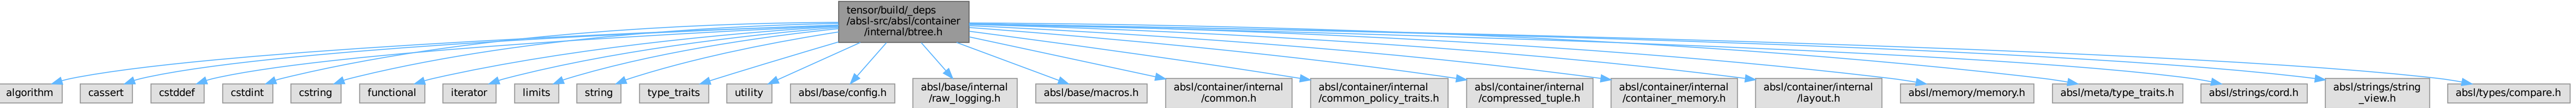 tensor/build/_deps
/absl-src/absl/container
/internal/btree.h
algorithm
cassert
cstddef
cstdint
cstring
functional
iterator
limits
string
type_traits
utility
absl/base/config.h
absl/base/internal
/raw_logging.h
absl/base/macros.h
absl/container/internal
/common.h
absl/container/internal
/common_policy_traits.h
absl/container/internal
/compressed_tuple.h
absl/container/internal
/container_memory.h
absl/container/internal
/layout.h
absl/memory/memory.h
absl/meta/type_traits.h
absl/strings/cord.h
absl/strings/string
_view.h
absl/types/compare.h